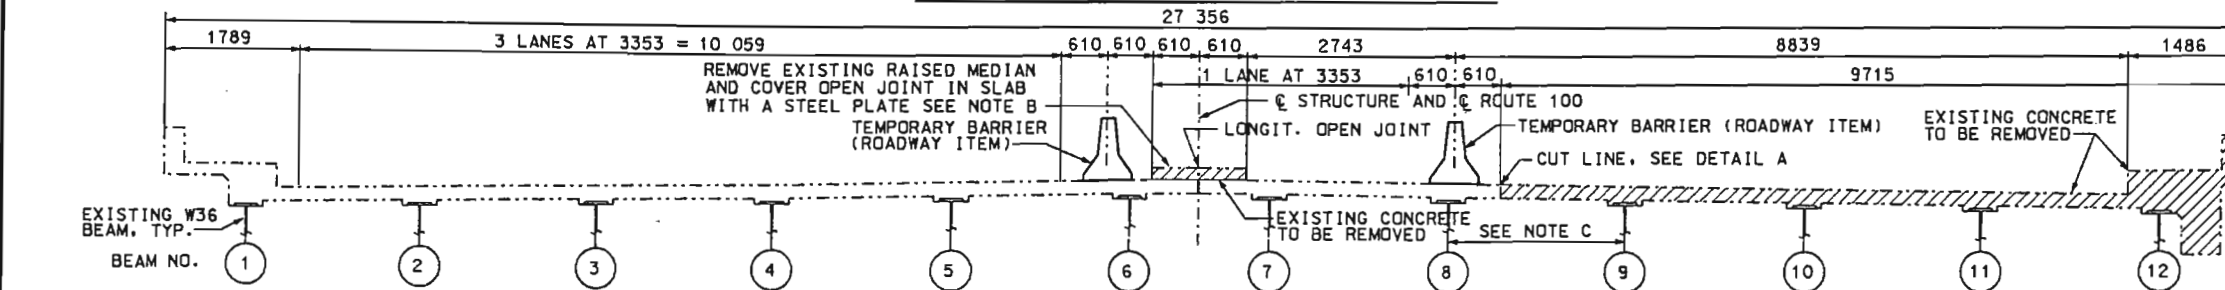 27 356
1789
3 LANES AT 3353 = 10 059
610
610
610
610
2743
8839
1486
REMOVE EXISTING RAISED MEDIAN
AND COVER OPEN JOINT IN SLAB
WITH A STEEL PLATE SEE NOTE B
1 LANE AT 3353
610
610
9715
℄ STRUCTURE AND ℄ ROUTE 100
TEMPORARY BARRIER
(ROADWAY ITEM)
LONGIT. OPEN JOINT
TEMPORARY BARRIER (ROADWAY ITEM)
EXISTING CONCRETE
TO BE REMOVED
CUT LINE, SEE DETAIL A
EXISTING W36
BEAM, TYP.
EXISTING CONCRETE
TO BE REMOVED
SEE NOTE C
BEAM NO.
1
2
3
4
5
6
7
8
9
10
11
12